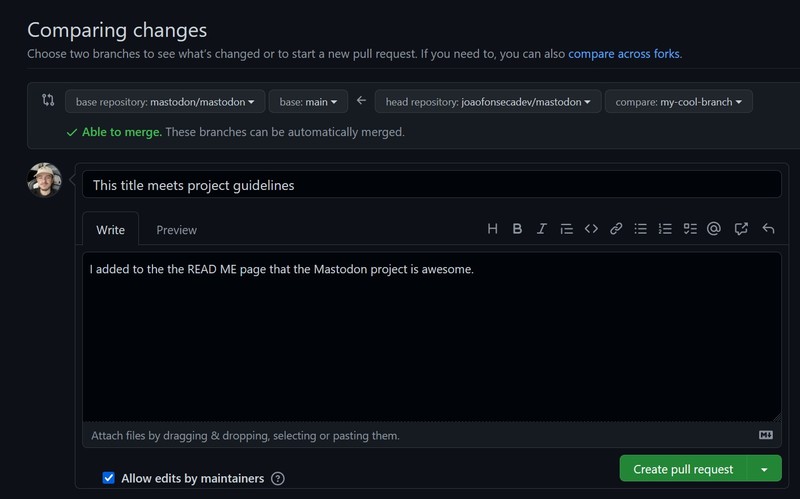 Comparing changes
Choose two branches to see what's changed or to start a new pull request. If you need to, you can also compare across forks.
base repository: mastodon/mastodon base: main head repository: joaofonsecadev/mastodon compare: my-cool-branch
Able to merge. These branches can be automatically merged.
This title meets project guidelines
Write Preview
I added to the the READ ME page that the Mastodon project is awesome.
Attach files by dragging & dropping, selecting or pasting them.
Allow edits by maintainers
Create pull request